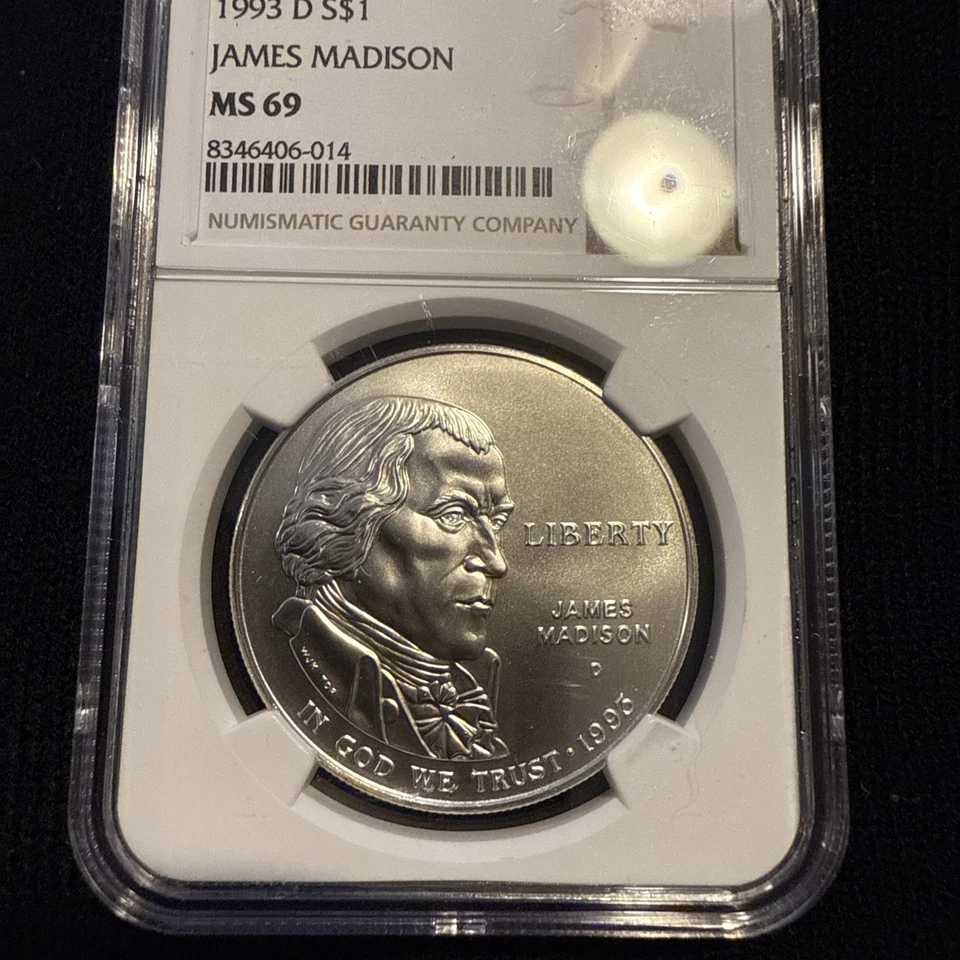 1993 D S$1
JAMES MADISON
MS 69
8346406-014
NUMISMATIC GUARANTY COMPANY
LIBERTY
JAMES
MADISON
D
IN GOD WE TRUST · 1993